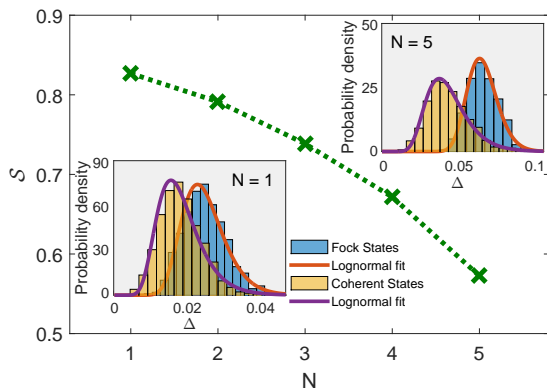 0.9
0.8
0.7
0.6
0.5
S
1
2
3
4
5
N
N = 5
Probability density
50
25
0
0
0.05
0.1
Δ
N = 1
Probability density
90
60
30
0
0
0.02
0.04
Δ
Fock States
Lognormal fit
Coherent States
Lognormal fit